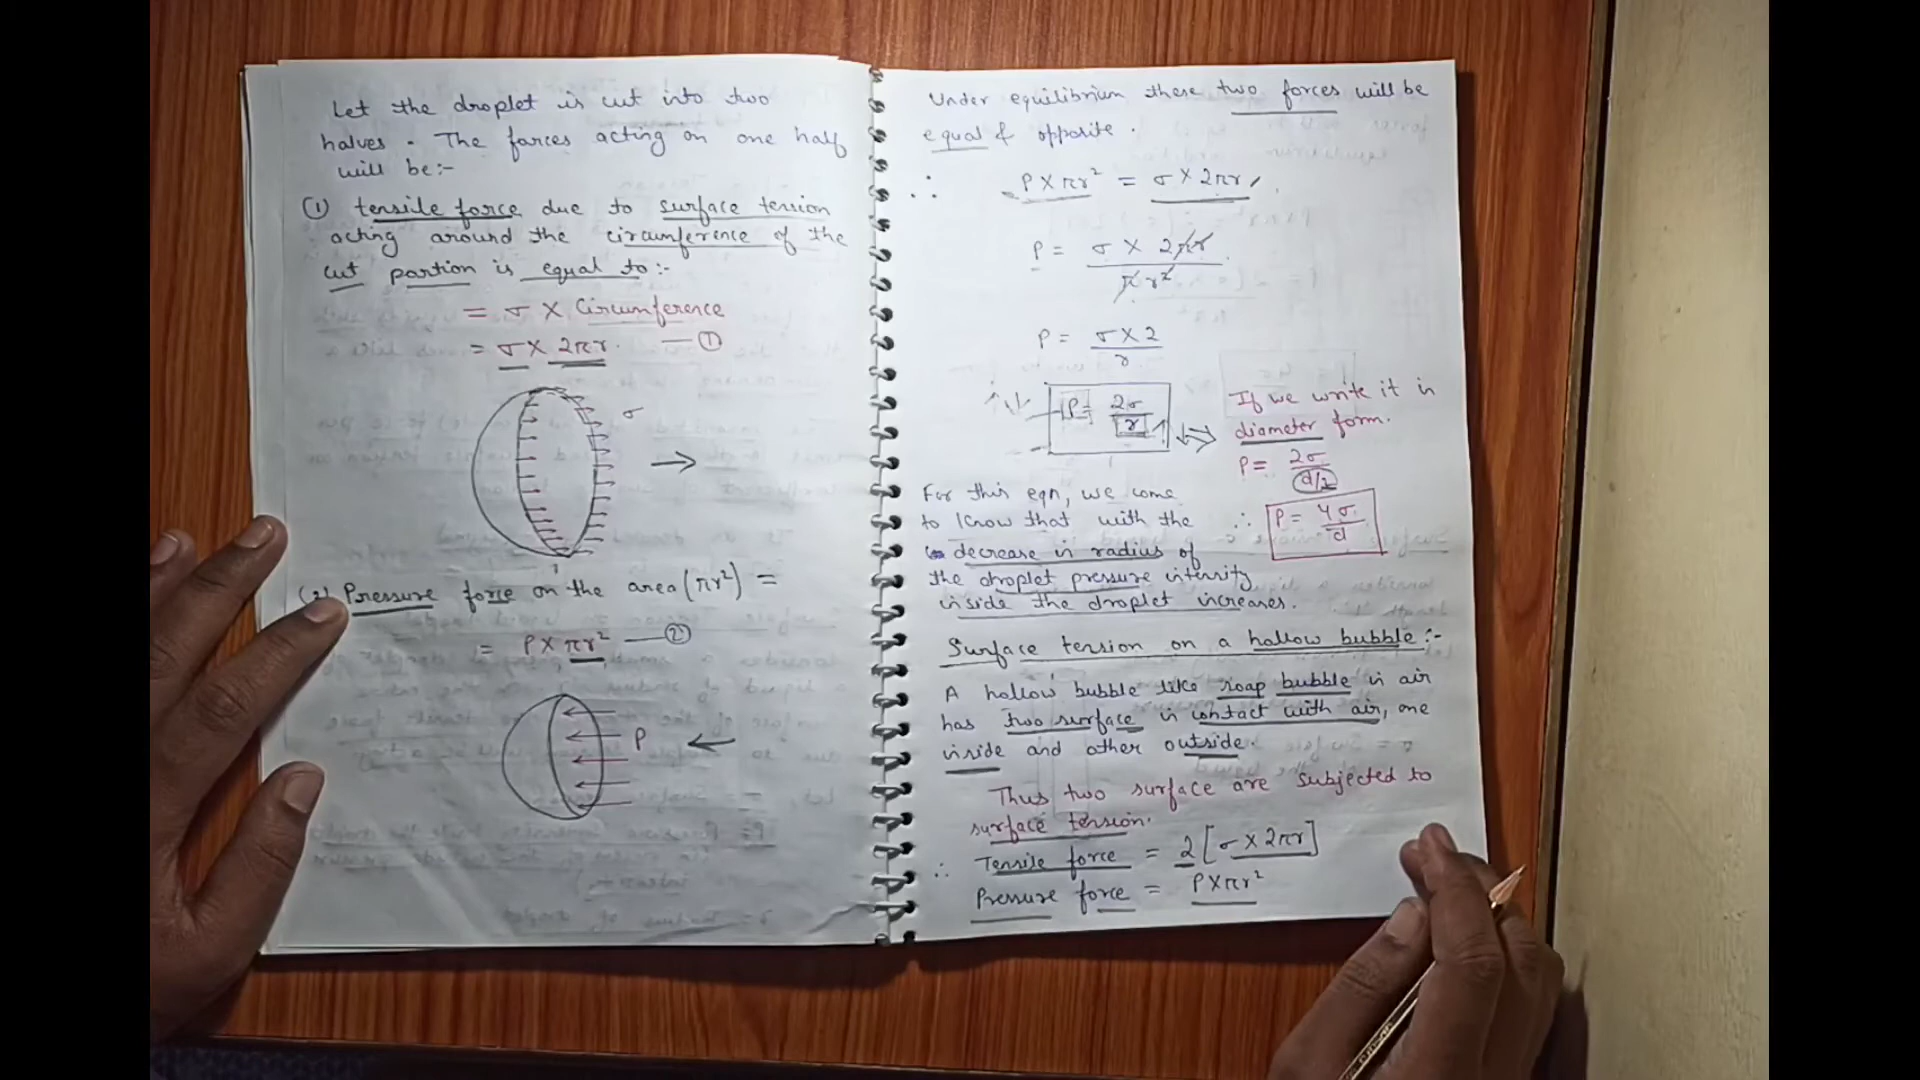 Let the droplet is cut into two
halves. The forces acting on one half
will be:-
(1) tensile force due to surface tension
acting around the circumference of the
cut portion is equal to:-
= σ × Circumference
= σ × 2πr. — ①
σ
(2) Pressure force on the area (πr²) =
= P × πr² — ②
P
Under equilibrium these two forces will be
equal & opposite.
∴ P × πr² = σ × 2πr
P = σ × 2πr / πr²
P = σ × 2 / r
P = 2σ / r
If we write it in
diameter form.
P = 2σ / d/2
∴ P = 4σ / d
For this eqn, we come
to know that with the
decrease in radius of
the droplet pressure intensity
inside the droplet increases.
Surface tension on a hollow bubble:-
A hollow bubble like soap bubble in air
has two surface in contact with air, one
inside and other outside.
Thus two surface are subjected to
surface tension.
∴ Tensile force = 2[σ × 2πr]
Pressure force = P×πr²